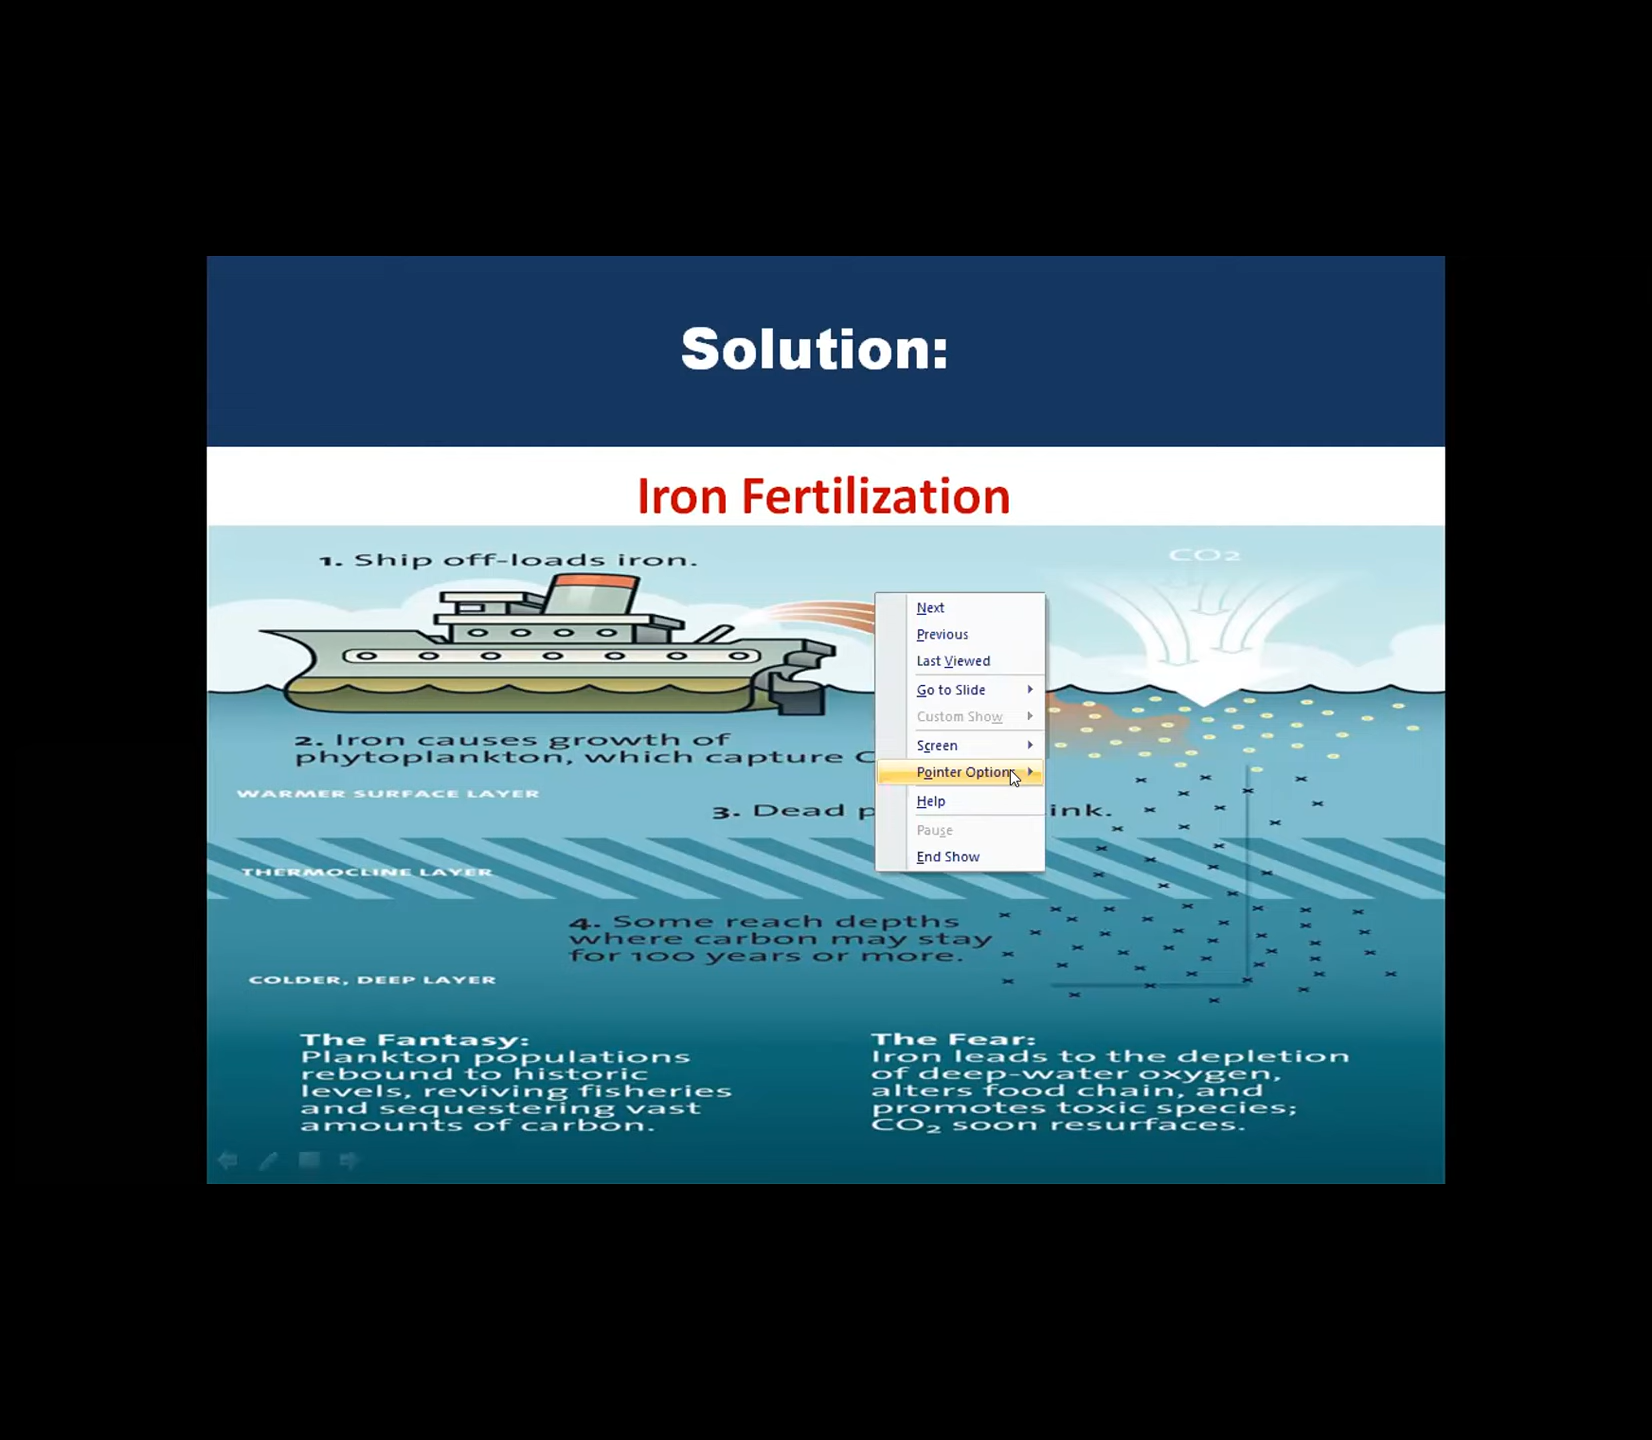 Solution:
Iron Fertilization
1. Ship off-loads iron.
CO2
Next
Previous
Last Viewed
Go to Slide
Custom Show
Screen
Pointer Option
Help
Pause
End Show
2. Iron causes growth of
phytoplankton, which capture C
WARMER SURFACE LAYER
3. Dead p ink.
THERMOCLINE LAYER
4. Some reach depths
where carbon may stay
for 100 years or more.
COLDER, DEEP LAYER
The Fantasy:
Plankton populations
rebound to historic
levels, reviving fisheries
and sequestering vast
amounts of carbon.
The Fear:
Iron leads to the depletion
of deep-water oxygen,
alters food chain, and
promotes toxic species;
CO2 soon resurfaces.